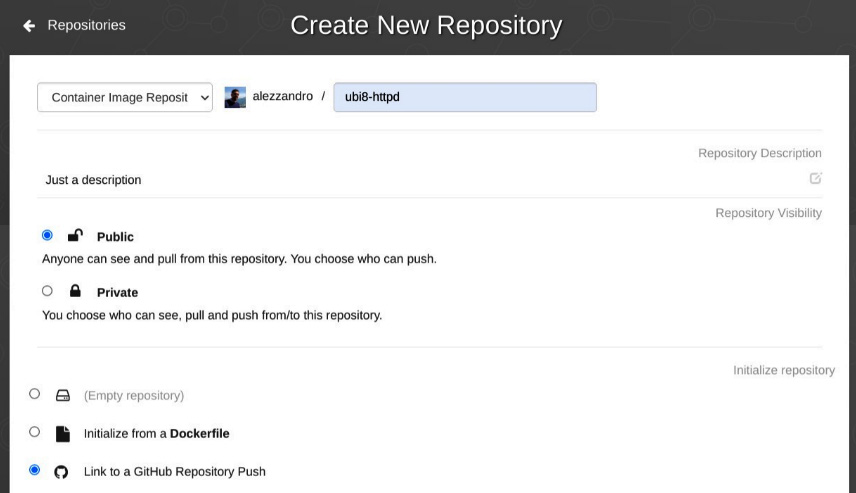 Repositories
Create New Repository
Container Image Reposit
alezzandro / ubi8-httpd
Repository Description
Just a description
Repository Visibility
Public
Anyone can see and pull from this repository. You choose who can push.
Private
You choose who can see, pull and push from/to this repository.
Initialize repository
(Empty repository)
Initialize from a Dockerfile
Link to a GitHub Repository Push